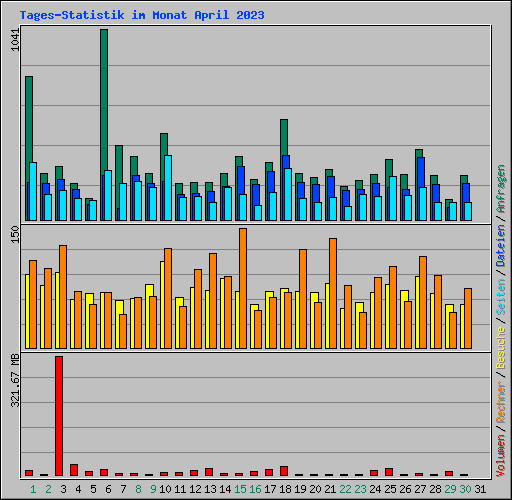 Tages-Statistik im Monat April 2023
1041
150
321.67 MB
Volumen / Rechner / Besuche / Seiten / Dateien / Anfragen
1 2 3 4 5 6 7 8 9 10 11 12 13 14 15 16 17 18 19 20 21 22 23 24 25 26 27 28 29 30 31